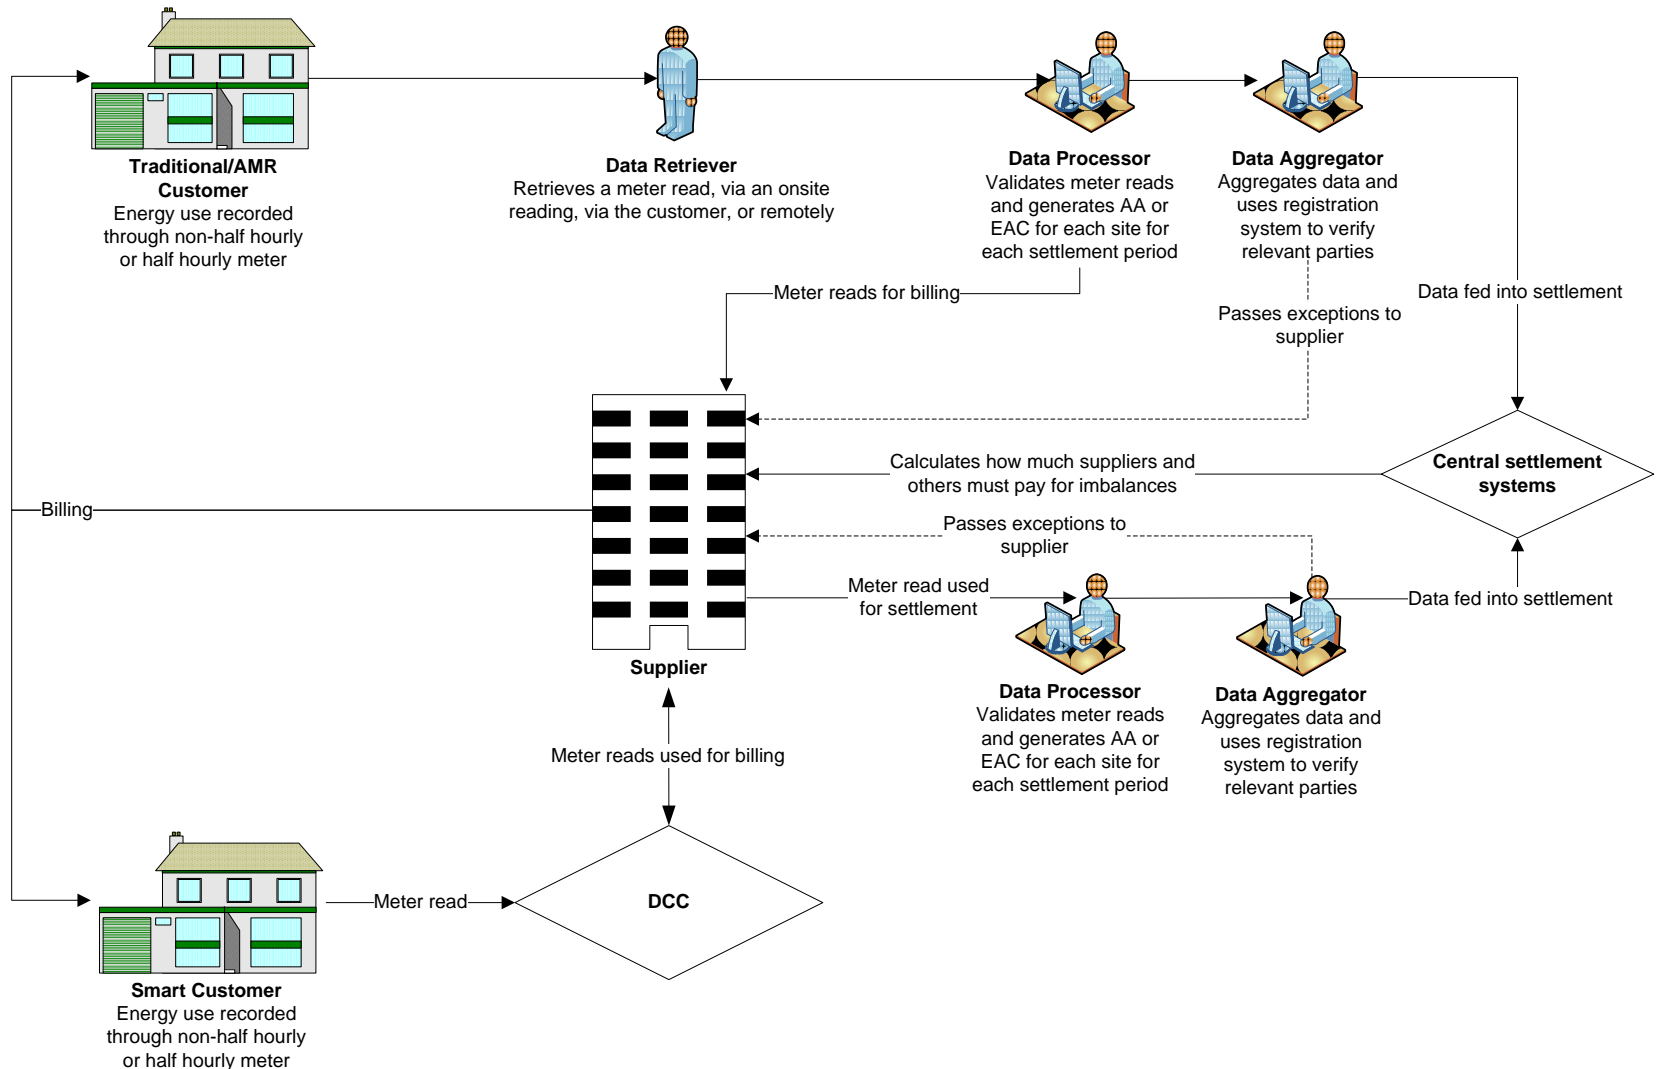 Traditional/AMR
Customer
Energy use recorded
through non-half hourly
or half hourly meter
Data Retriever
Retrieves a meter read, via an onsite
reading, via the customer, or remotely
Data Processor
Validates meter reads
and generates AA or
EAC for each site for
each settlement period
Data Aggregator
Aggregates data and
uses registration
system to verify
relevant parties
Meter reads for billing
Data fed into settlement
Passes exceptions to
supplier
Calculates how much suppliers and
others must pay for imbalances
Central settlement
systems
Billing
Passes exceptions to
supplier
Meter read used
for settlement
Data fed into settlement
Supplier
Data Processor
Validates meter reads
and generates AA or
EAC for each site for
each settlement period
Data Aggregator
Aggregates data and
uses registration
system to verify
relevant parties
Meter reads used for billing
Meter read
DCC
Smart Customer
Energy use recorded
through non-half hourly
or half hourly meter